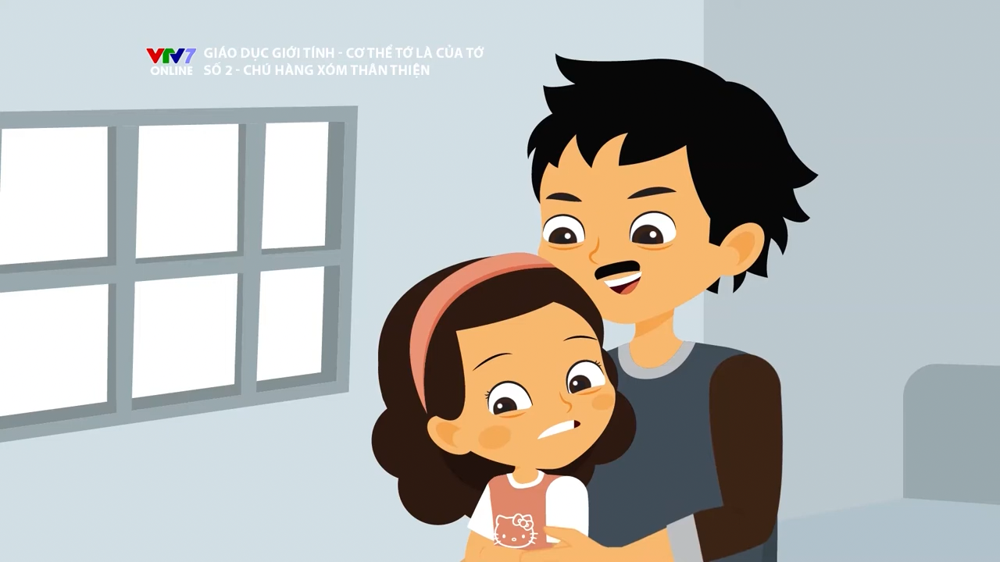 VTV7 GIÁO DỤC GIỚI TÍNH - CƠ THỂ TỚ LÀ CỦA TỚ
ONLINE SỐ 2 - CHÚ HÀNG XÓM THÂN THIỆN